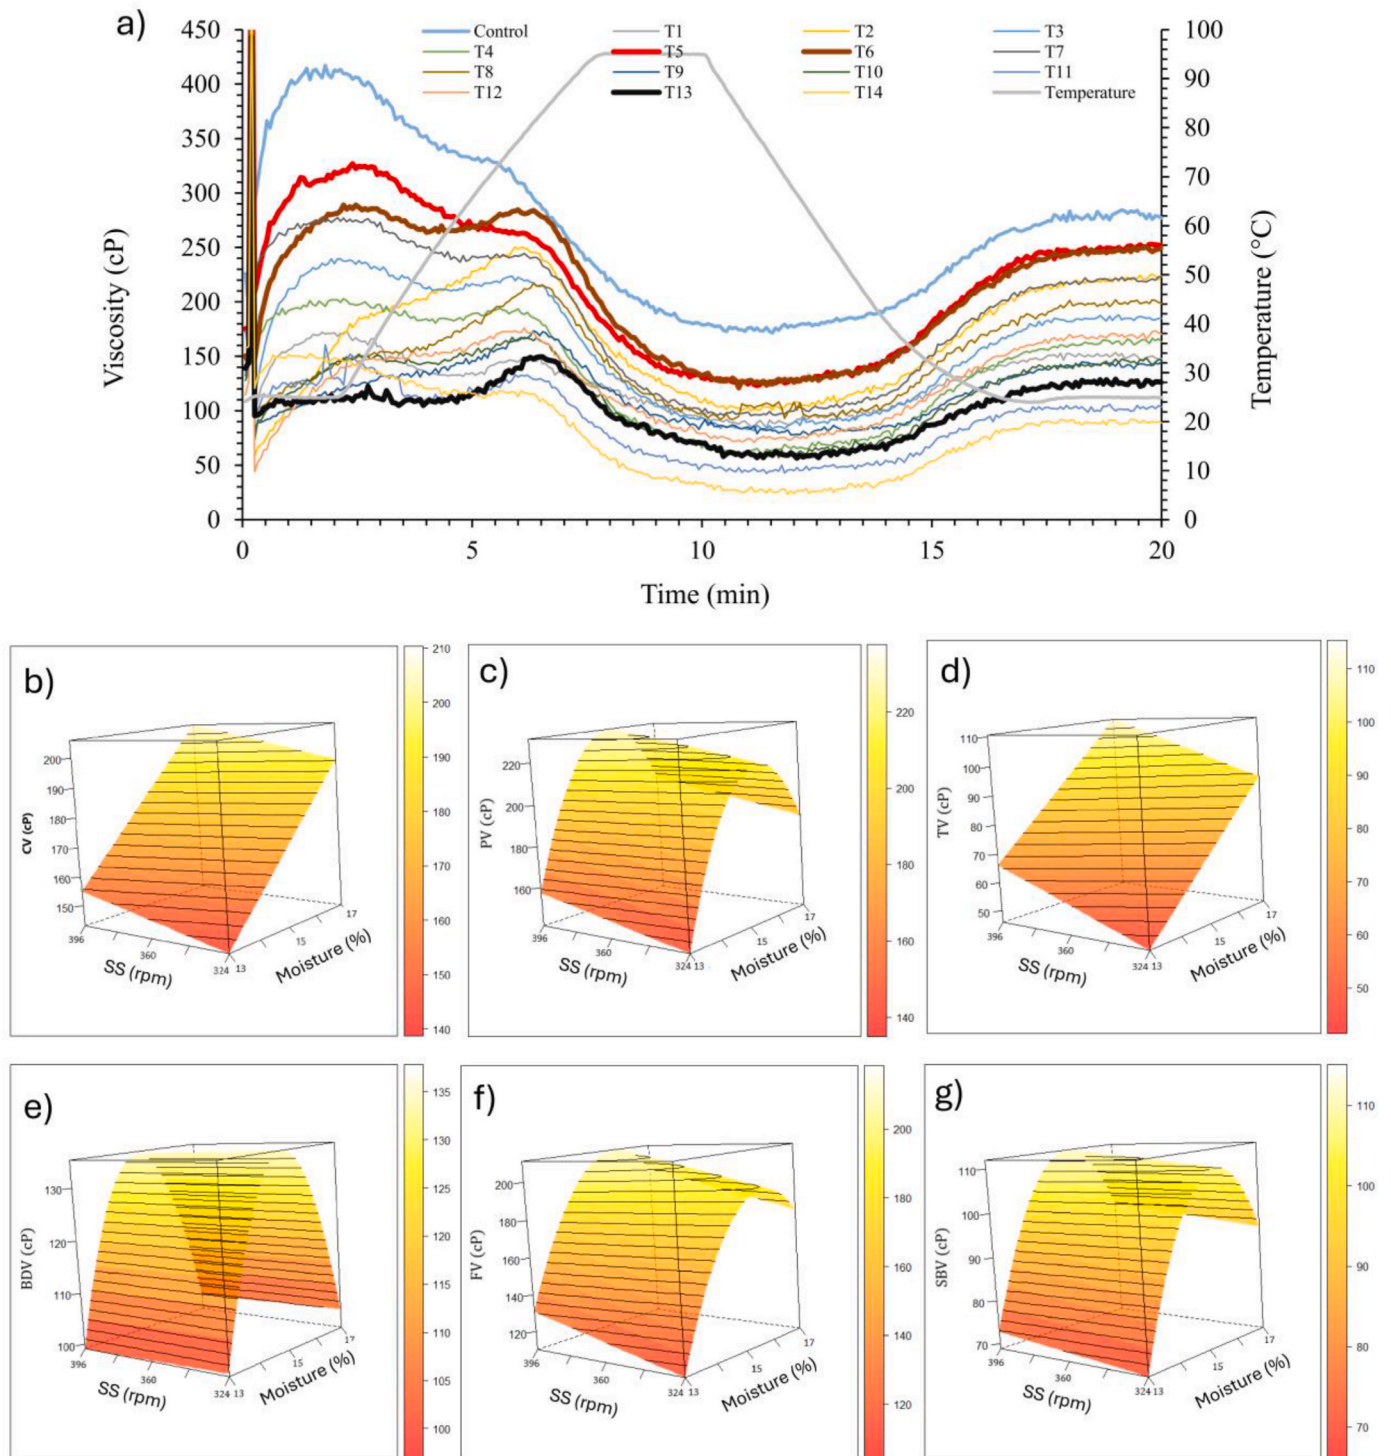 a)
450
400
350
300
250
200
150
100
50
0
Viscosity (cP)
Control T1 T2 T3
T4 T5 T6 T7
T8 T9 T10 T11
T12 T13 T14 Temperature
100
90
80
70
60
50
40
30
20
10
0
Temperature (°C)
0 5 10 15 20
Time (min)
b)
CV (cP)
200
190
180
170
160
150
396 360 324
SS (rpm)
13 15 17
Moisture (%)
210
200
190
180
170
160
150
140
c)
PV (cP)
220
200
180
160
396 360 324
SS (rpm)
13 15 17
Moisture (%)
220
200
180
160
140
d)
TV (cP)
110
100
90
80
70
60
50
396 360 324
SS (rpm)
13 15 17
Moisture (%)
110
100
90
80
70
60
50
e)
BDV (cP)
130
120
110
100
396 360 324
SS (rpm)
13 15 17
Moisture (%)
135
130
125
120
115
110
105
100
f)
FV (cP)
200
180
160
140
120
396 360 324
SS (rpm)
13 15 17
Moisture (%)
200
180
160
140
120
g)
SBV (cP)
110
100
90
80
70
396 360 324
SS (rpm)
13 15 17
Moisture (%)
110
100
90
80
70